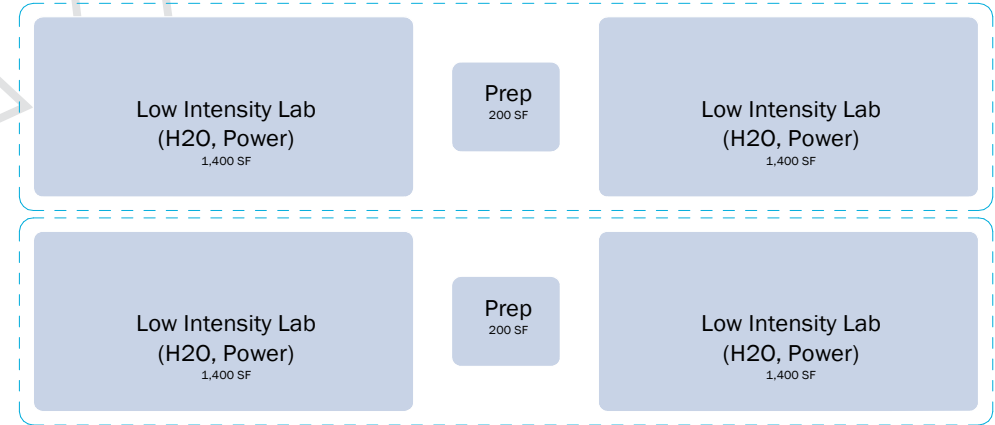 Low Intensity Lab
(H2O, Power)
1,400 SF
Prep
200 SF
Low Intensity Lab
(H2O, Power)
1,400 SF
Low Intensity Lab
(H2O, Power)
1,400 SF
Prep
200 SF
Low Intensity Lab
(H2O, Power)
1,400 SF